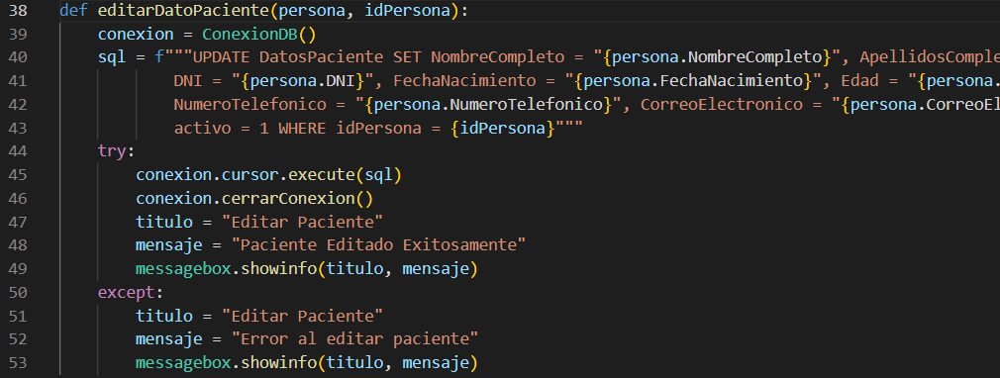 38 def editarDatoPaciente(persona, idPersona):
39 conexion = ConexionDB()
40 sql = f"""UPDATE DatosPaciente SET NombreCompleto = "{persona.NombreCompleto}", ApellidosComple
41 DNI = "{persona.DNI}", FechaNacimiento = "{persona.FechaNacimiento}", Edad = "{persona.
42 NumeroTelefonico = "{persona.NumeroTelefonico}", CorreoElectronico = "{persona.CorreoEl
43 activo = 1 WHERE idPersona = {idPersona}"""
44 try:
45 conexion.cursor.execute(sql)
46 conexion.cerrarConexion()
47 titulo = "Editar Paciente"
48 mensaje = "Paciente Editado Exitosamente"
49 messagebox.showinfo(titulo, mensaje)
50 except:
51 titulo = "Editar Paciente"
52 mensaje = "Error al editar paciente"
53 messagebox.showinfo(titulo, mensaje)